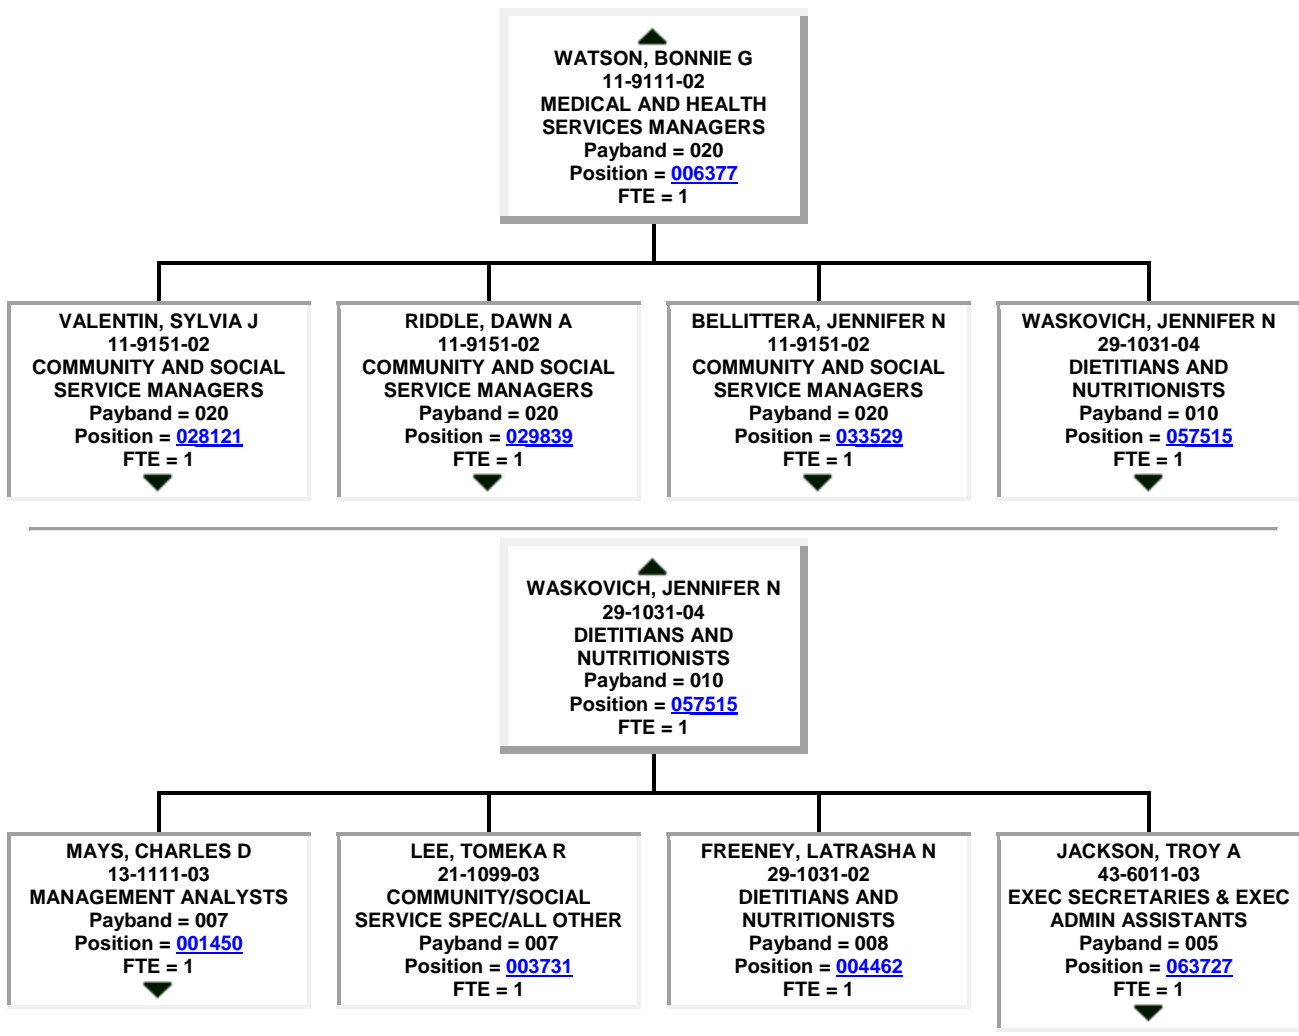 WATSON, BONNIE G
11-9111-02
MEDICAL AND HEALTH
SERVICES MANAGERS
Payband = 020
Position = 006377
FTE = 1
VALENTIN, SYLVIA J
11-9151-02
COMMUNITY AND SOCIAL
SERVICE MANAGERS
Payband = 020
Position = 028121
FTE = 1
RIDDLE, DAWN A
11-9151-02
COMMUNITY AND SOCIAL
SERVICE MANAGERS
Payband = 020
Position = 029839
FTE = 1
BELLITTERA, JENNIFER N
11-9151-02
COMMUNITY AND SOCIAL
SERVICE MANAGERS
Payband = 020
Position = 033529
FTE = 1
WASKOVICH, JENNIFER N
29-1031-04
DIETITIANS AND
NUTRITIONISTS
Payband = 010
Position = 057515
FTE = 1
WASKOVICH, JENNIFER N
29-1031-04
DIETITIANS AND
NUTRITIONISTS
Payband = 010
Position = 057515
FTE = 1
MAYS, CHARLES D
13-1111-03
MANAGEMENT ANALYSTS
Payband = 007
Position = 001450
FTE = 1
LEE, TOMEKA R
21-1099-03
COMMUNITY/SOCIAL
SERVICE SPEC/ALL OTHER
Payband = 007
Position = 003731
FTE = 1
FREENEY, LATRASHA N
29-1031-02
DIETITIANS AND
NUTRITIONISTS
Payband = 008
Position = 004462
FTE = 1
JACKSON, TROY A
43-6011-03
EXEC SECRETARIES & EXEC
ADMIN ASSISTANTS
Payband = 005
Position = 063727
FTE = 1